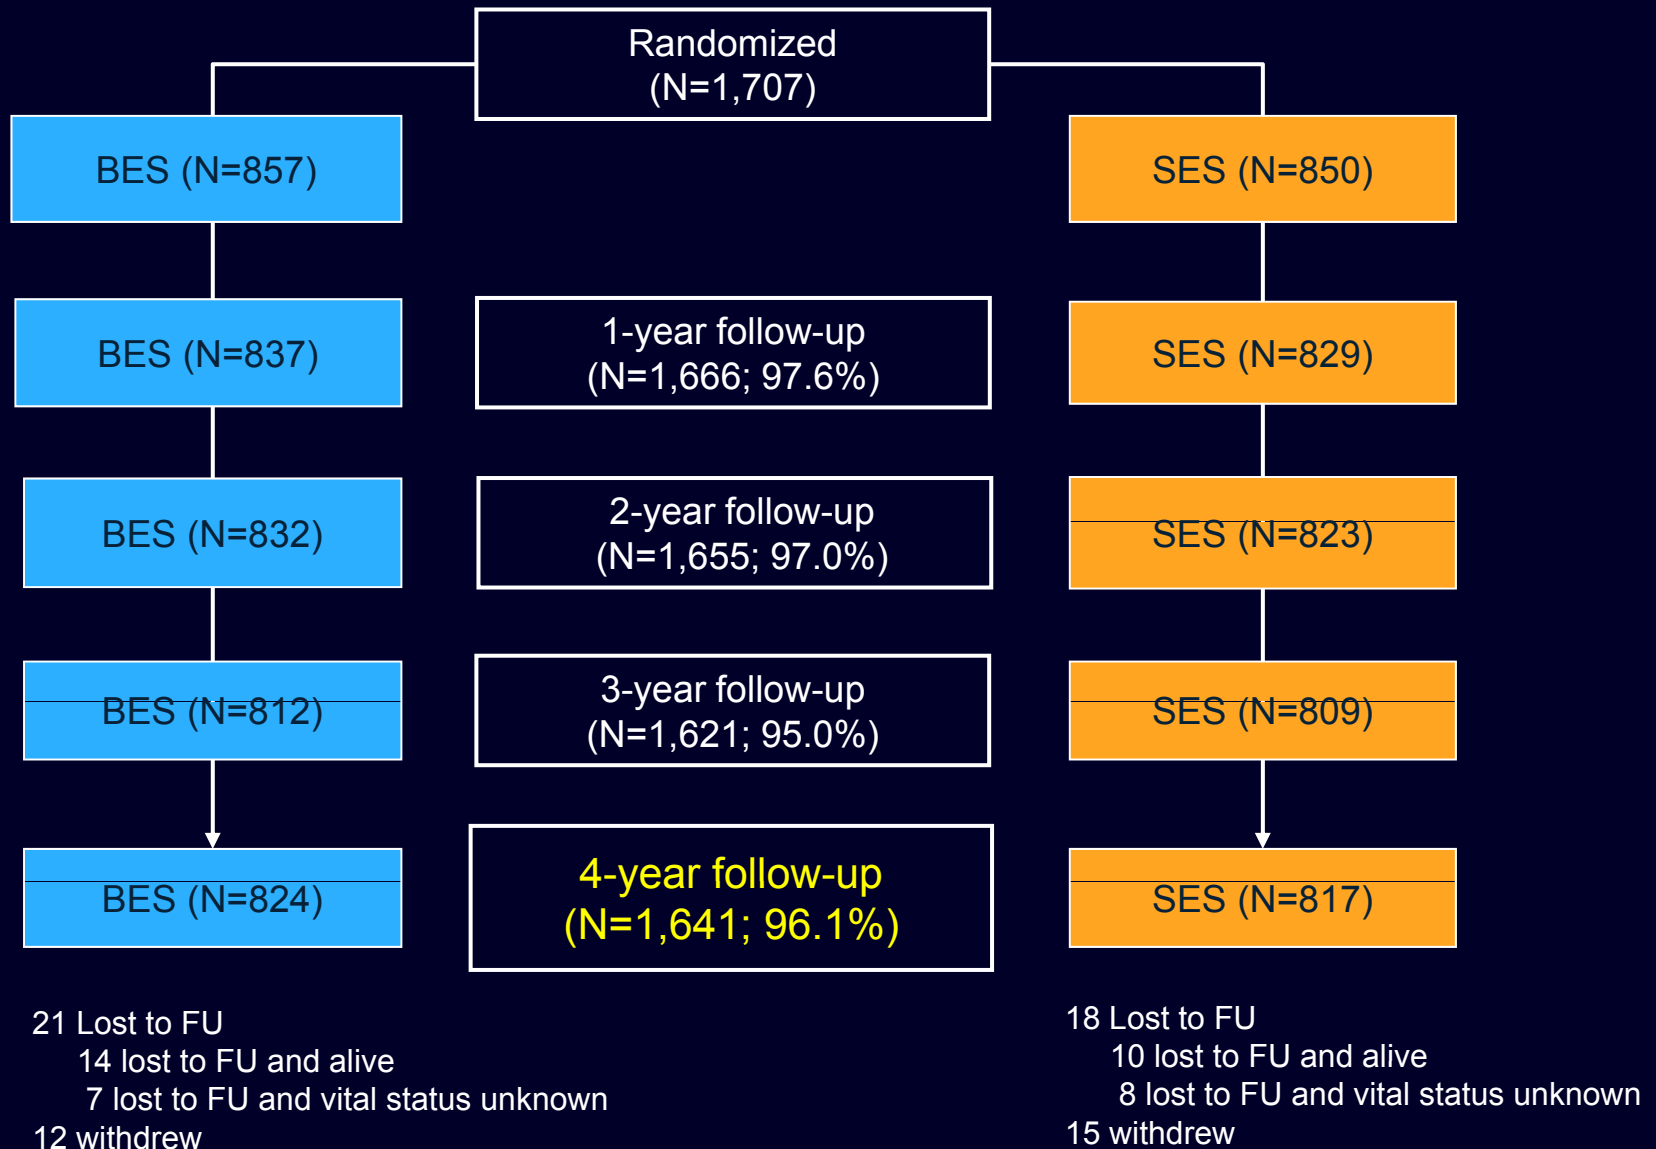 Randomized
(N=1,707)
BES (N=857)
SES (N=850)
BES (N=837)
1-year follow-up
(N=1,666; 97.6%)
SES (N=829)
BES (N=832)
2-year follow-up
(N=1,655; 97.0%)
SES (N=823)
BES (N=812)
3-year follow-up
(N=1,621; 95.0%)
SES (N=809)
BES (N=824)
4-year follow-up
(N=1,641; 96.1%)
SES (N=817)
21 Lost to FU
14 lost to FU and alive
7 lost to FU and vital status unknown
12 withdrew
18 Lost to FU
10 lost to FU and alive
8 lost to FU and vital status unknown
15 withdrew